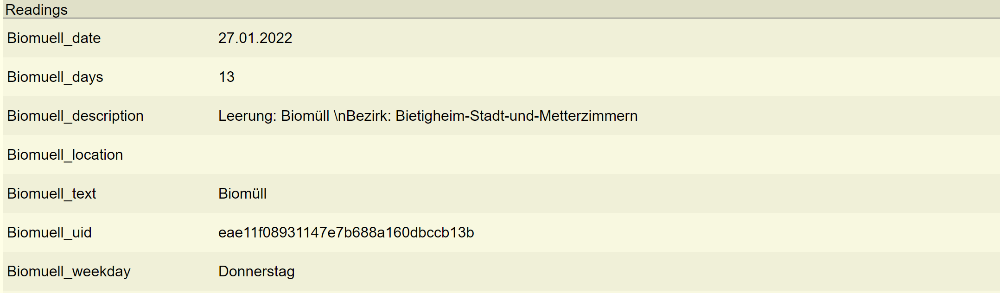 Readings
Biomuell_date 27.01.2022
Biomuell_days 13
Biomuell_description Leerung: Biomüll \nBezirk: Bietigheim-Stadt-und-Metterzimmern
Biomuell_location
Biomuell_text Biomüll
Biomuell_uid eae11f08931147e7b688a160dbccb13b
Biomuell_weekday Donnerstag